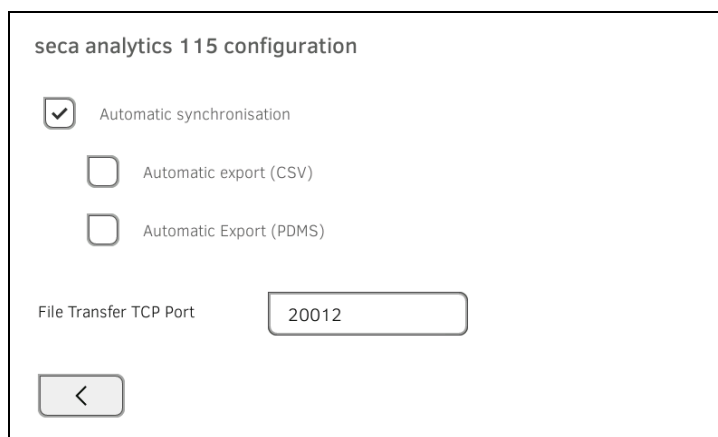 seca analytics 115 configuration
Automatic synchronisation
Automatic export (CSV)
Automatic Export (PDMS)
File Transfer TCP Port
20012